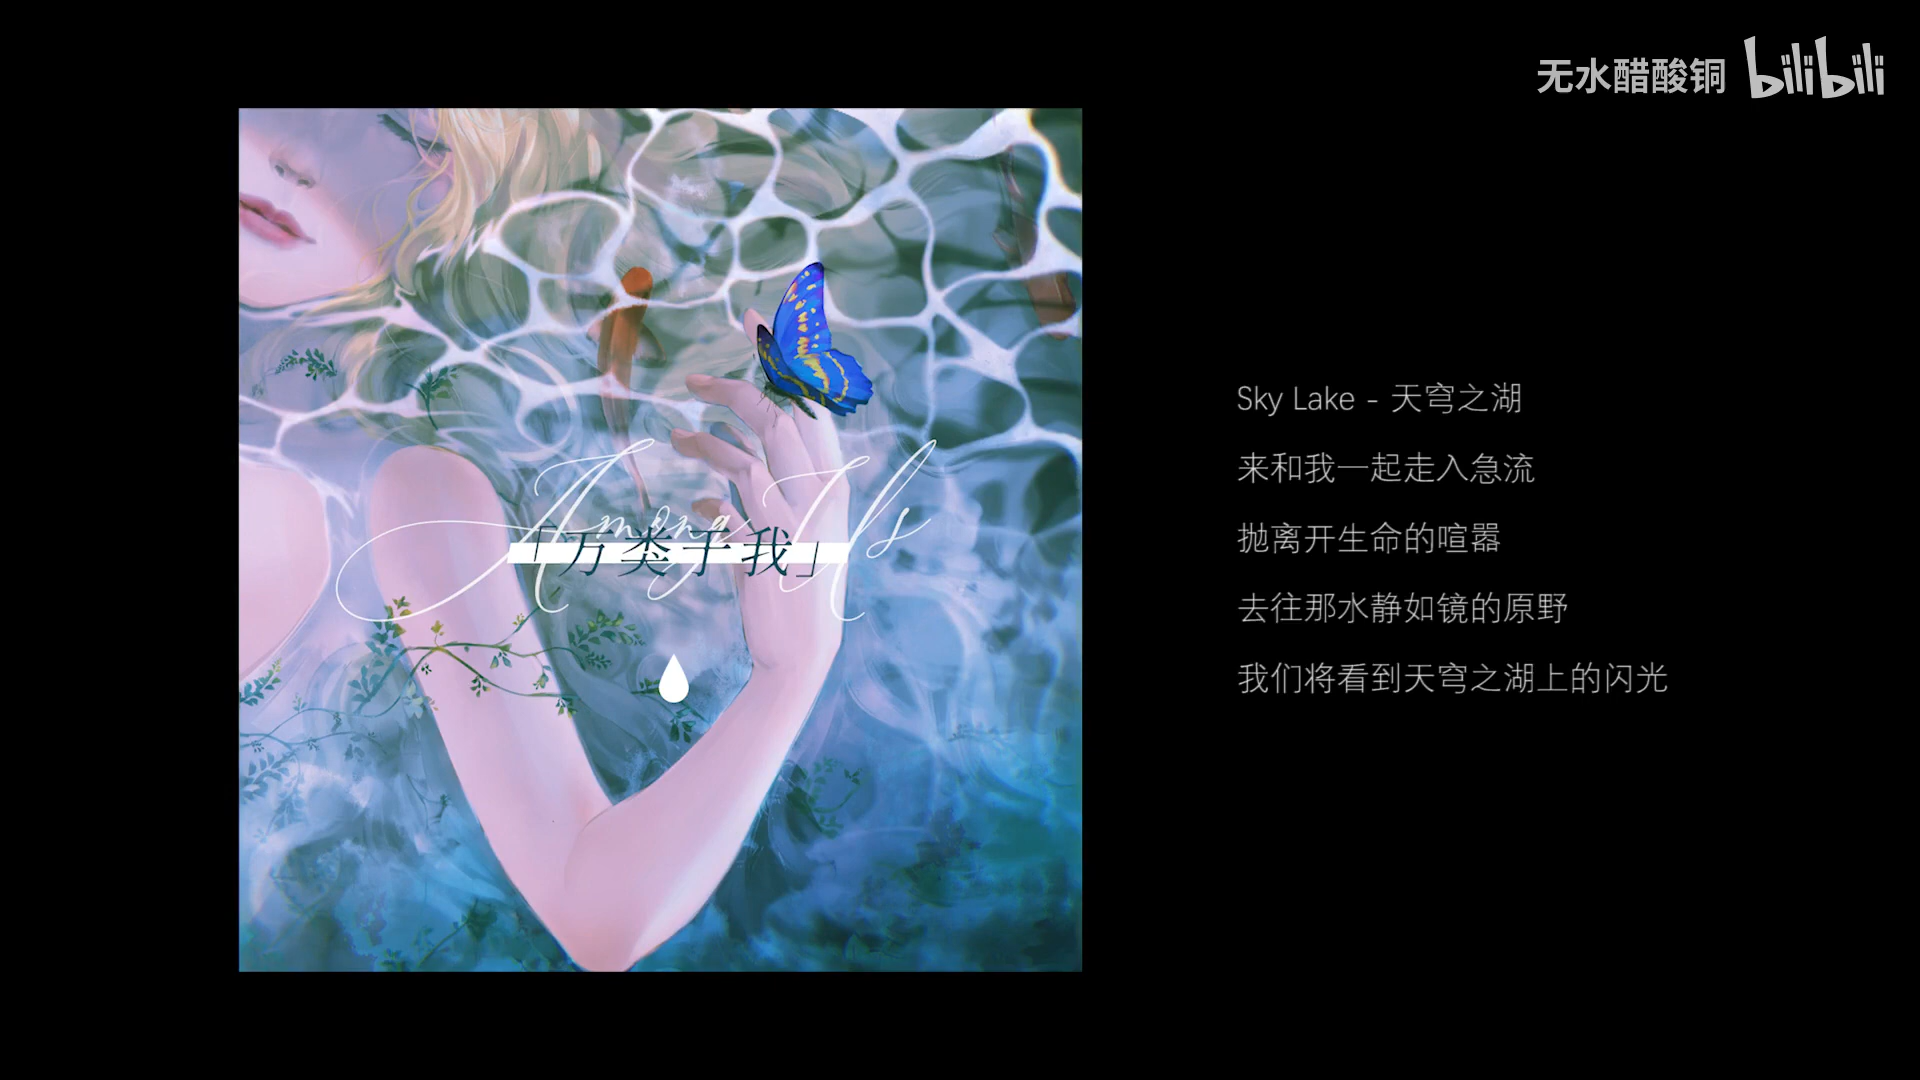 无水醋酸铜 bilibili
Among Us
「万类于我」
Sky Lake - 天穹之湖
来和我一起走入急流
抛离开生命的喧嚣
去往那水静如镜的原野
我们将看到天穹之湖上的闪光